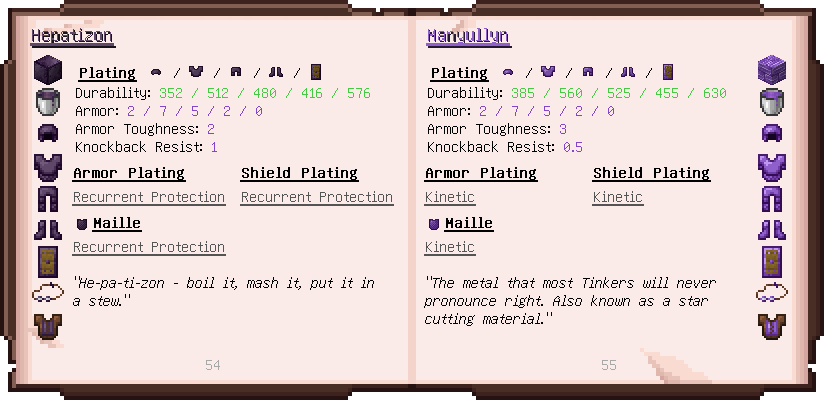 Hepatizon
Plating / / / /
Durability: 352 / 512 / 480 / 416 / 576
Armor: 2 / 7 / 5 / 2 / 0
Armor Toughness: 2
Knockback Resist: 1
Armor Plating Shield Plating
Recurrent Protection Recurrent Protection
Maille
Recurrent Protection
"He-pa-ti-zon - boil it, mash it, put it in
a stew."
54
Manyullyn
Plating / / / /
Durability: 385 / 560 / 525 / 455 / 630
Armor: 2 / 7 / 5 / 2 / 0
Armor Toughness: 3
Knockback Resist: 0.5
Armor Plating Shield Plating
Kinetic Kinetic
Maille
Kinetic
"The metal that most Tinkers will never
pronounce right. Also known as a star
cutting material."
55